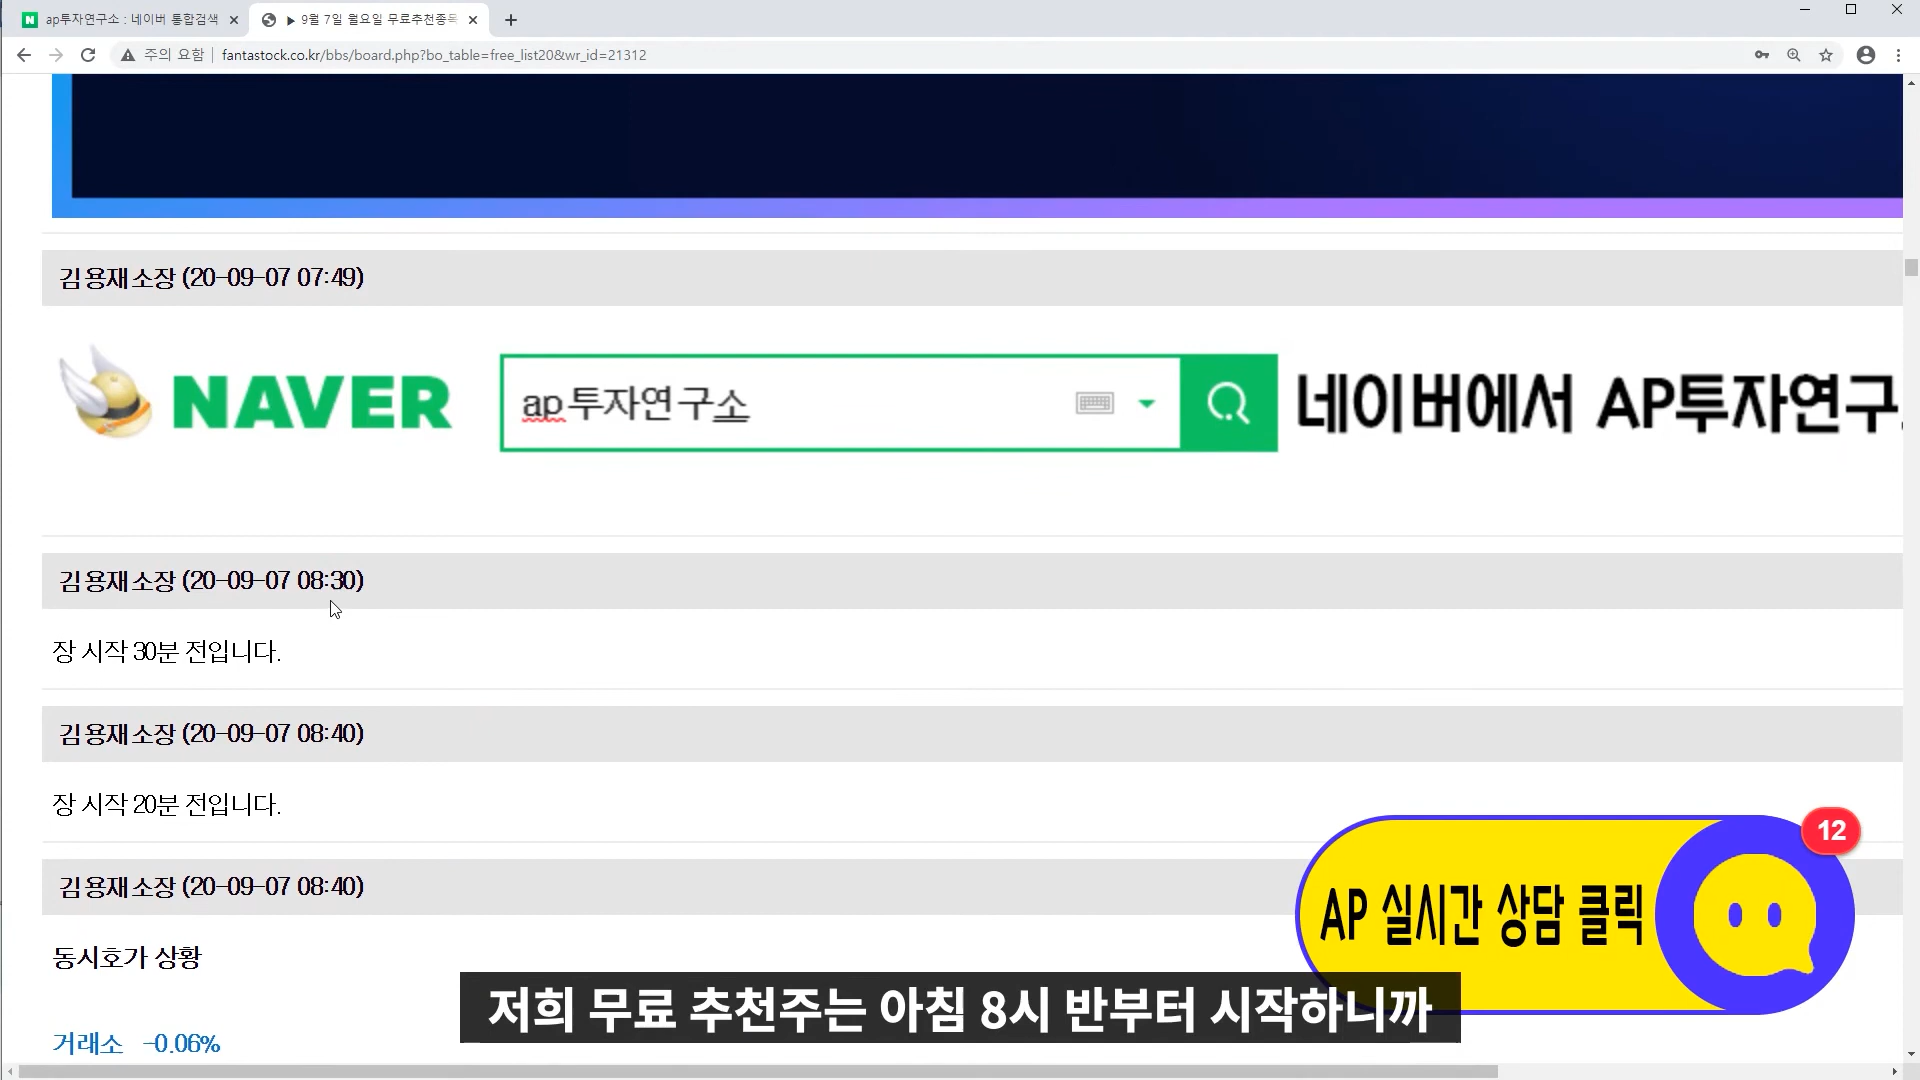 ap투자연구소 : 네이버 통합검색
▶ 9월 7일 월요일 무료추천종목
주의 요함
fantastock.co.kr/bbs/board.php?bo_table=free_list20&wr_id=21312
김용재소장 (20-09-07 07:49)
NAVER
ap투자연구소
네이버에서 AP투자연구
김용재소장 (20-09-07 08:30)
장 시작 30분 전입니다.
김용재소장 (20-09-07 08:40)
장 시작 20분 전입니다.
12
김용재소장 (20-09-07 08:40)
AP 실시간 상담 클릭
동시호가 상황
저희 무료 추천주는 아침 8시 반부터 시작하니까
거래소 -0.06%